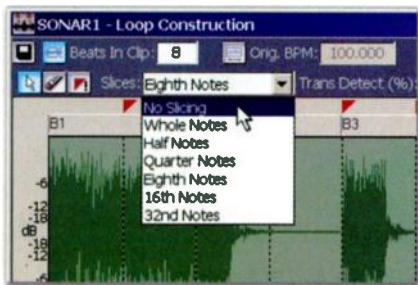 SONAR1 - Loop Construction
Beats In Clip: 8 Orig. BPM: 100.000
Slices: Eighth Notes Trans Detect (%):
No Slicing
Whole Notes
Half Notes
Quarter Notes
Eighth Notes
16th Notes
32nd Notes
B1 B3
-6
-12
-18
dB
-18
-12
-6